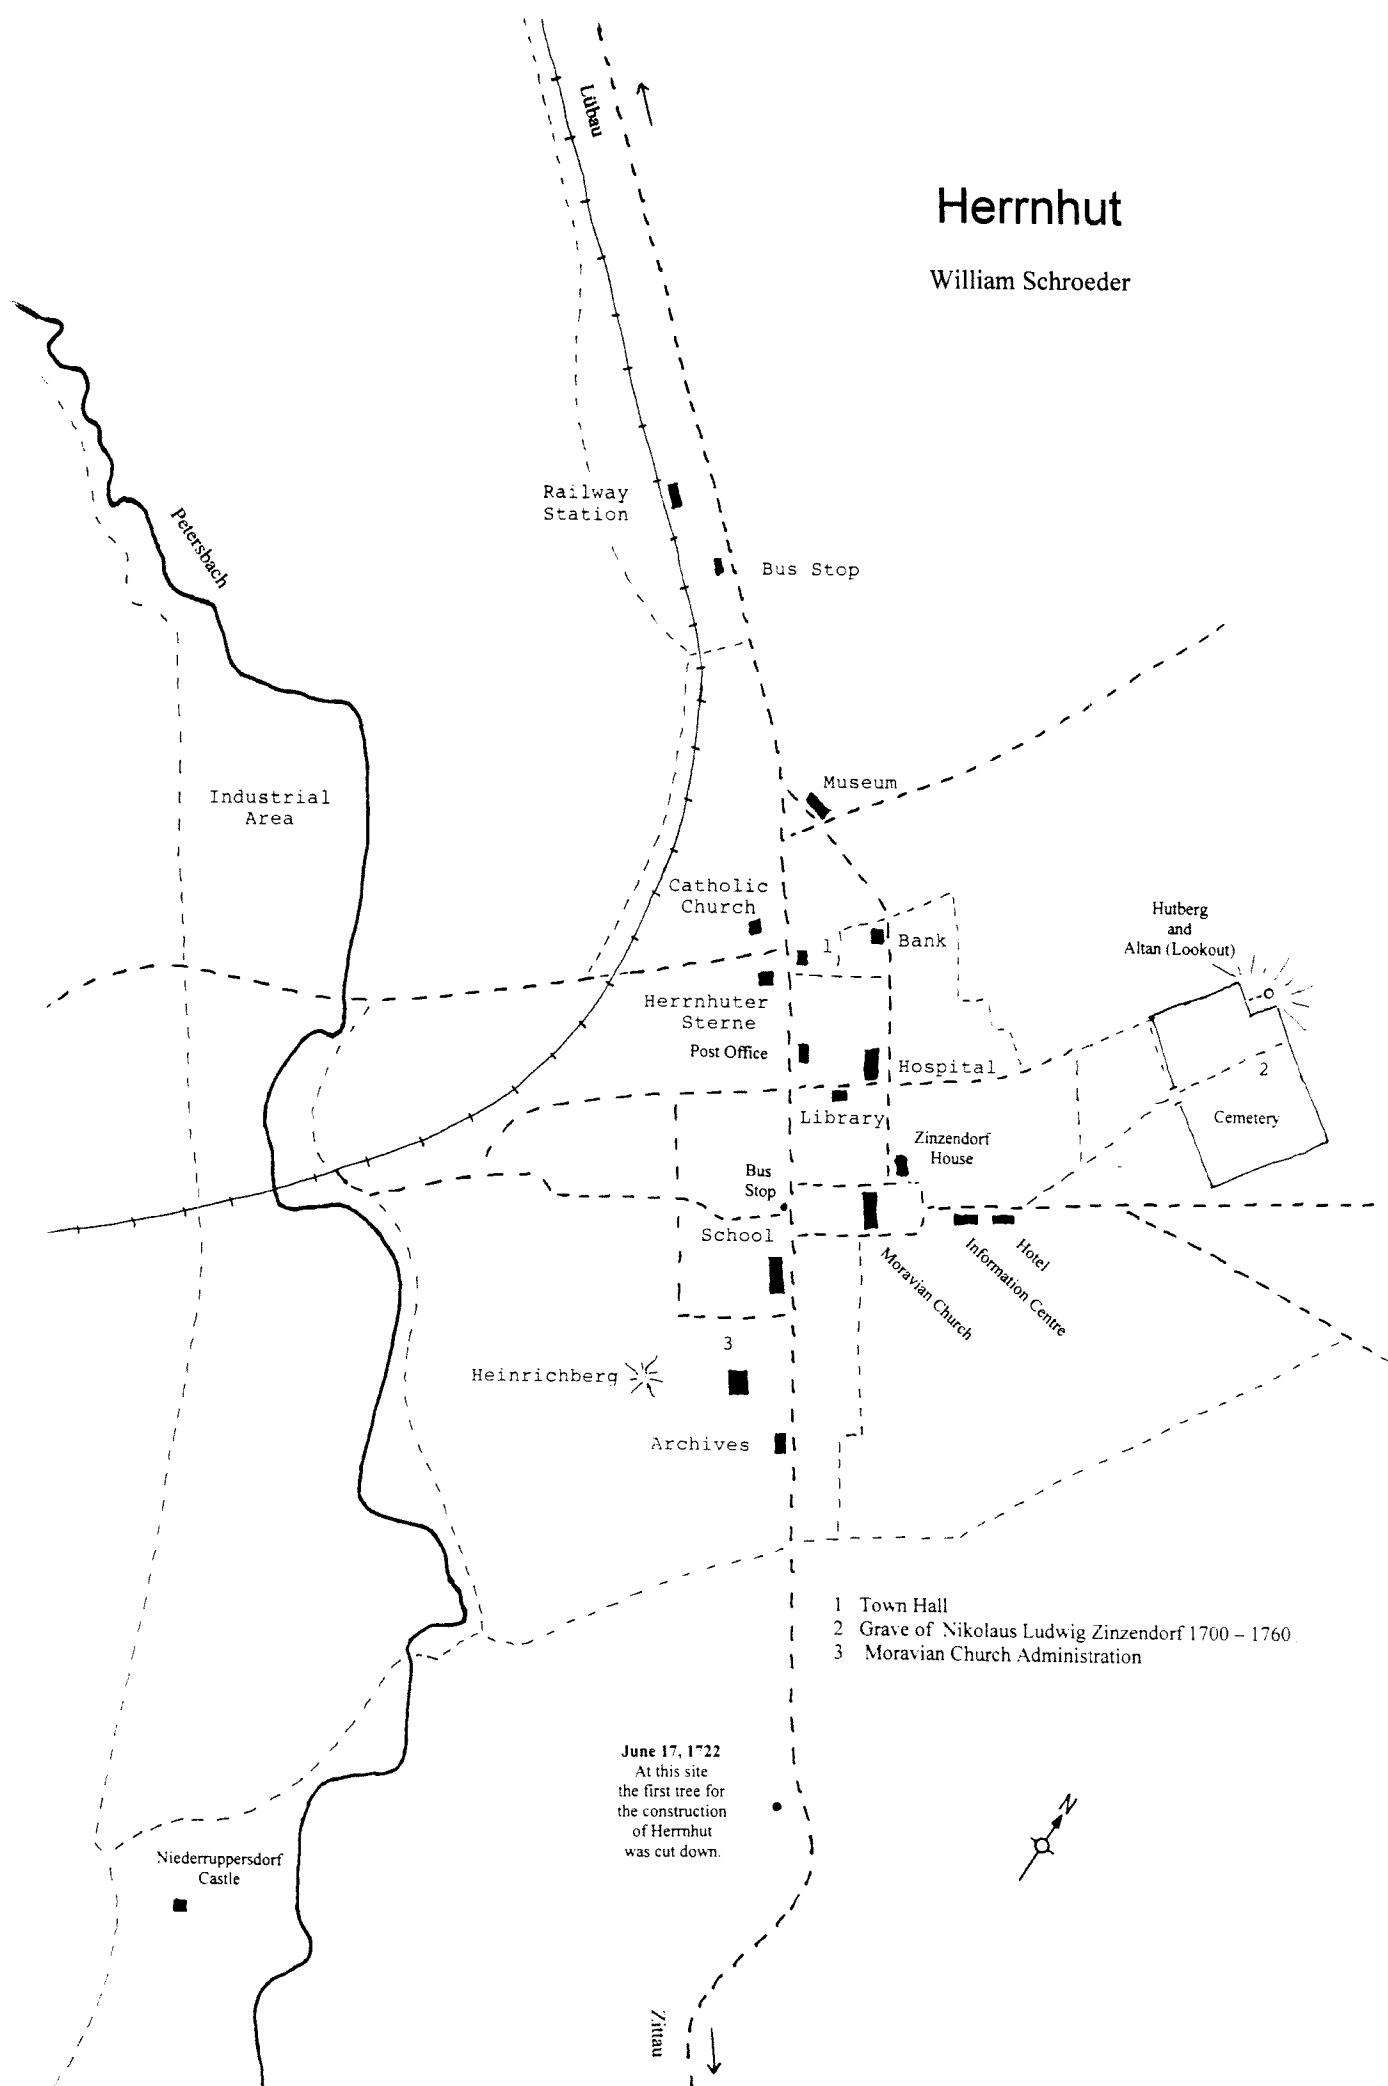 Lübau
Herrnhut
William Schroeder
Petersbach
Railway
Station
Bus Stop
Industrial
Area
Museum
Catholic
Church
1
Bank
Hutberg
and
Altan (Lookout)
Herrnhuter
Sterne
Post Office
Hospital
2
Library
Cemetery
Zinzendorf
House
Bus
Stop
School
Moravian Church
Information Centre
Hotel
3
Heinrichberg
Archives
1 Town Hall
2 Grave of Nikolaus Ludwig Zinzendorf 1700 – 1760
3 Moravian Church Administration
June 17, 1722
At this site
the first tree for
the construction
of Herrnhut
was cut down.
N
Niederruppersdorf
Castle
Zittau